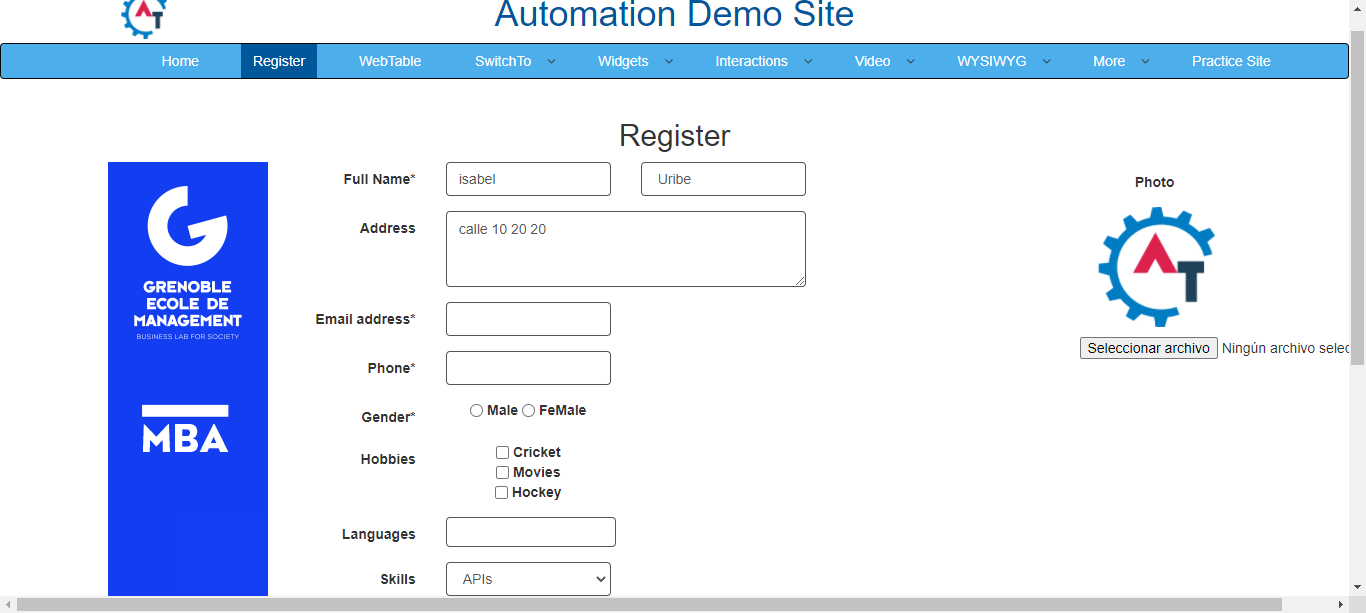 Automation Demo Site
Home Register WebTable SwitchTo Widgets Interactions Video WYSIWYG More Practice Site
Register
GRENOBLE
ECOLE DE
MANAGEMENT
BUSINESS LAB FOR SOCIETY
MBA
Full Name* isabel Uribe
Address calle 10 20 20
Email address*
Phone*
Gender* Male FeMale
Hobbies Cricket
Movies
Hockey
Languages
Skills APIs
Photo
AT
Seleccionar archivo Ningún archivo selec